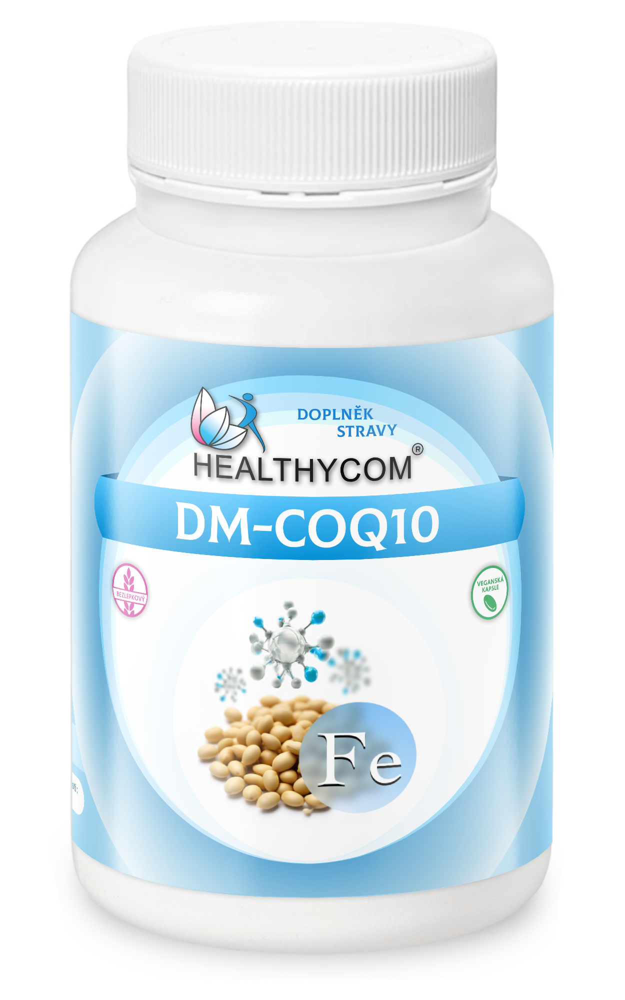 DOPLNĚK
STRAVY
HEALTHYCOM®
DM-COQ10
BEZLEPKOVÝ
VEGANSKÁ
KAPSLE
Fe